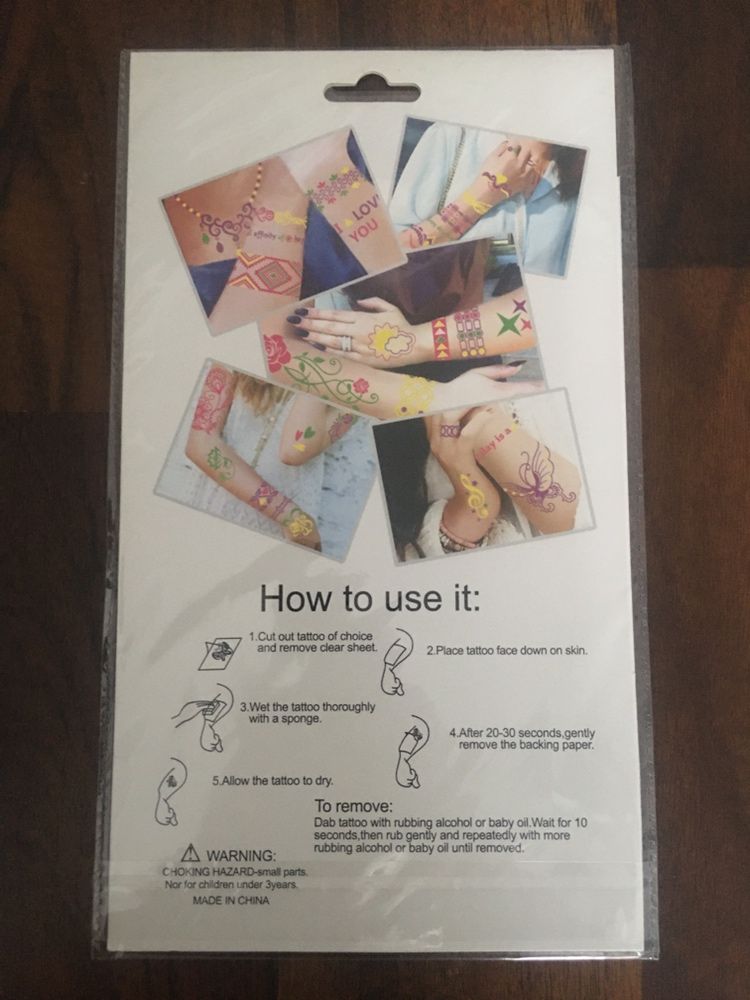 I LOVE
YOU
affinity
day is a
How to use it:
1.Cut out tattoo of choice
and remove clear sheet.
2.Place tattoo face down on skin.
3.Wet the tattoo thoroughly
with a sponge.
4.After 20-30 seconds,gently
remove the backing paper.
5.Allow the tattoo to dry.
To remove:
Dab tattoo with rubbing alcohol or baby oil.Wait for 10
seconds,then rub gently and repeatedly with more
rubbing alcohol or baby oil until removed.
WARNING:
CHOKING HAZARD-small parts.
Nor for children under 3years.
MADE IN CHINA